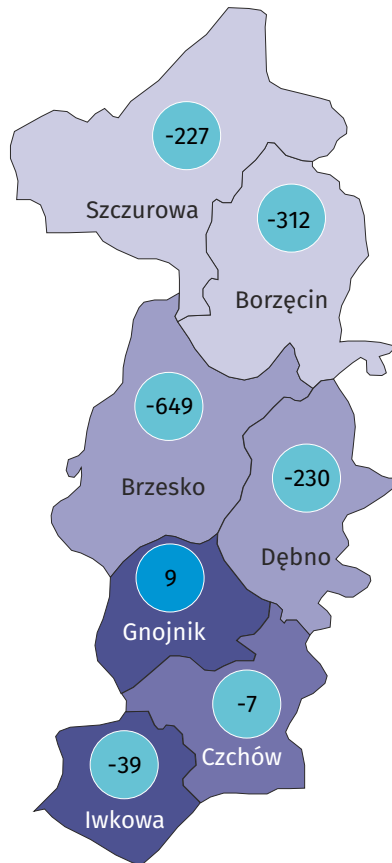 -227
Szczurowa
-312
Borzęcin
-649
Brzesko
-230
Dębno
9
Gnojnik
-7
Czchów
-39
Iwkowa